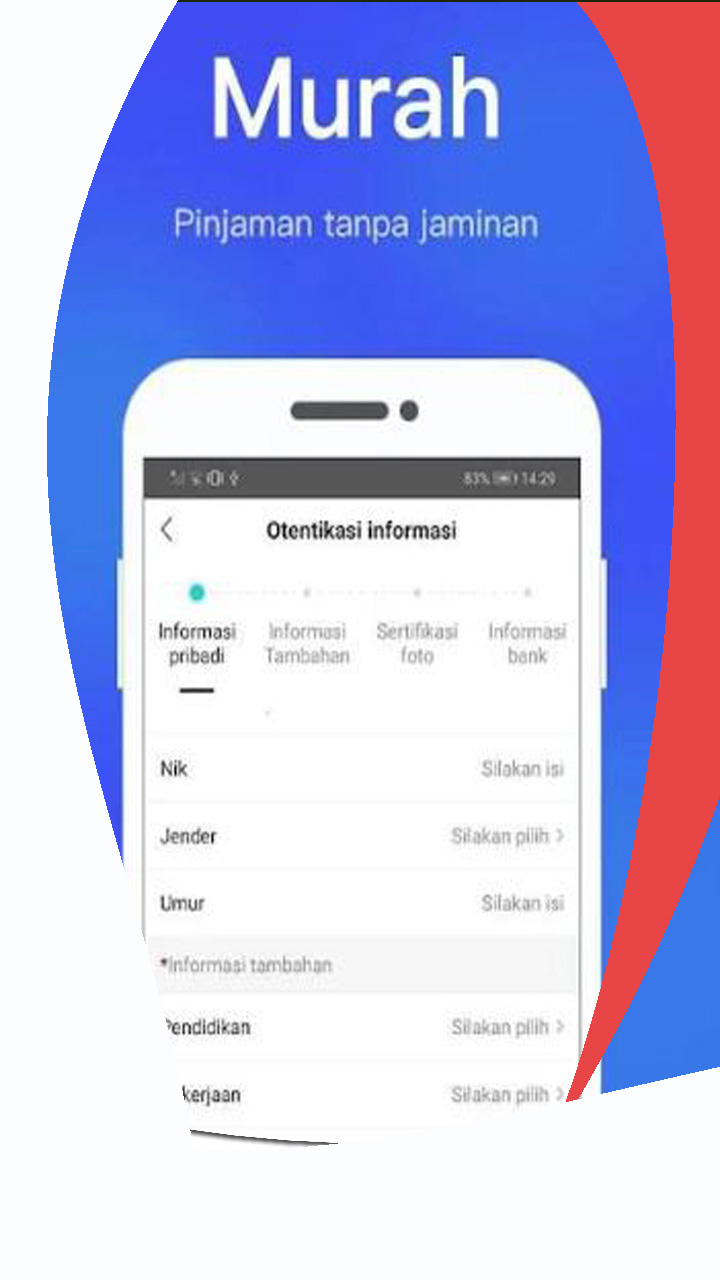 Murah
Pinjaman tanpa jaminan
83% 14:29
Otentikasi informasi
Informasi pribadi
Informasi Tambahan
Sertifikasi foto
Informasi bank
Nik Silakan isi
Jender Silakan pilih >
Umur Silakan isi
*Informasi tambahan
Pendidikan Silakan pilih >
kerjaan Silakan pilih >